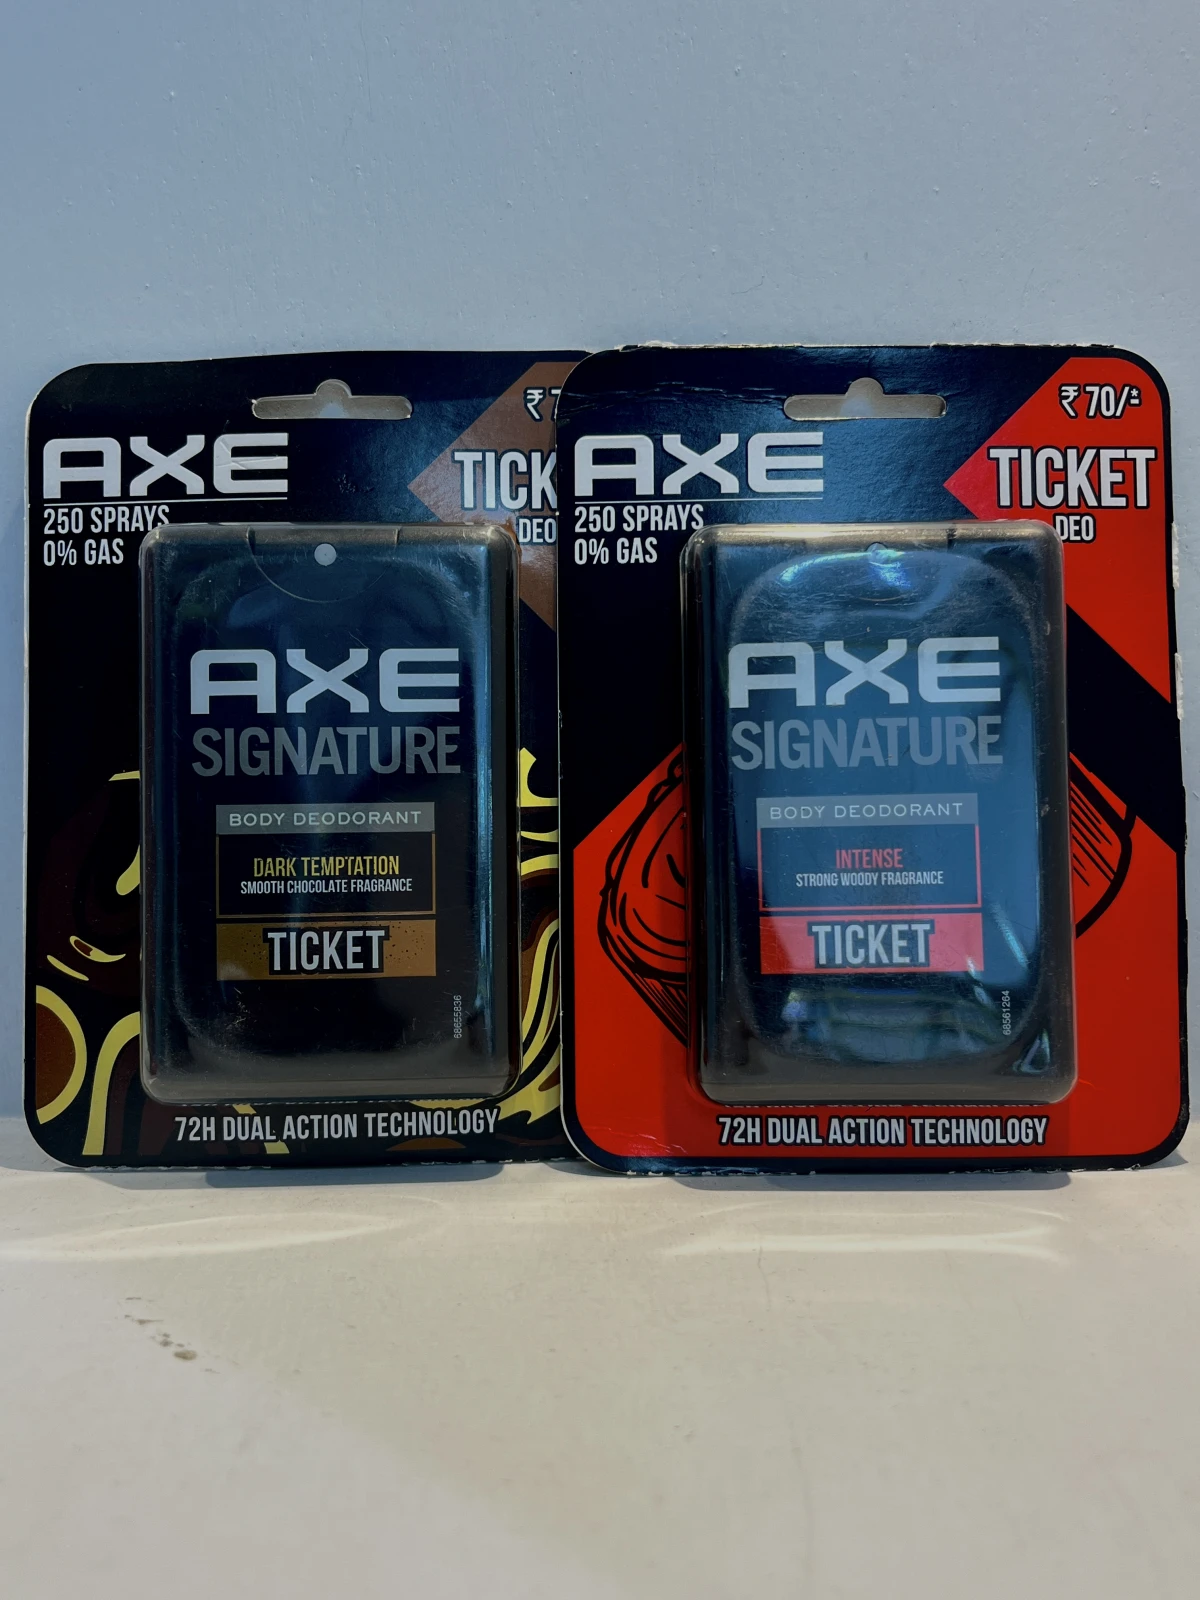 AXE
250 SPRAYS
0% GAS
₹ 7
TICK
DEO
AXE
SIGNATURE
BODY DEODORANT
DARK TEMPTATION
SMOOTH CHOCOLATE FRAGRANCE
TICKET
68655836
72H DUAL ACTION TECHNOLOGY
AXE
250 SPRAYS
0% GAS
₹ 70/*
TICKET
DEO
AXE
SIGNATURE
BODY DEODORANT
INTENSE
STRONG WOODY FRAGRANCE
TICKET
68561264
72H DUAL ACTION TECHNOLOGY